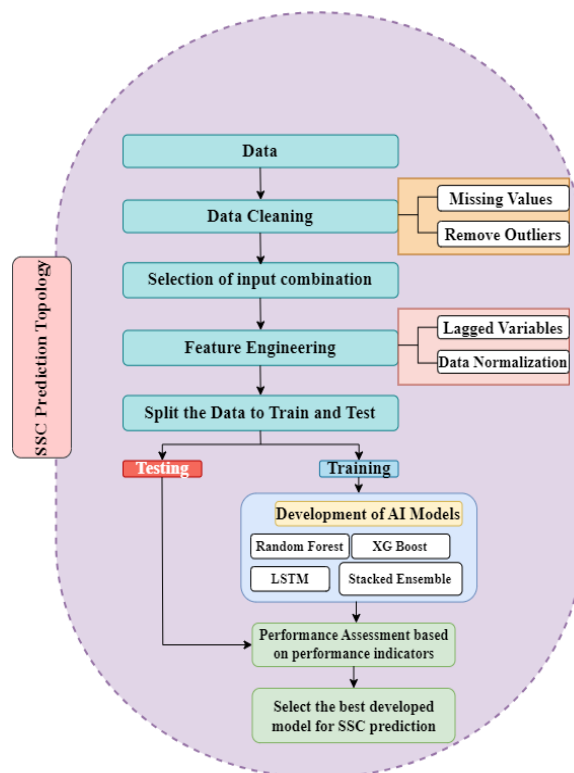 SSC Prediction Topology
Data
Data Cleaning
Missing Values
Remove Outliers
Selection of input combination
Feature Engineering
Lagged Variables
Data Normalization
Split the Data to Train and Test
Testing
Training
Development of AI Models
Random Forest
XG Boost
LSTM
Stacked Ensemble
Performance Assessment based
on performance indicators
Select the best developed
model for SSC prediction